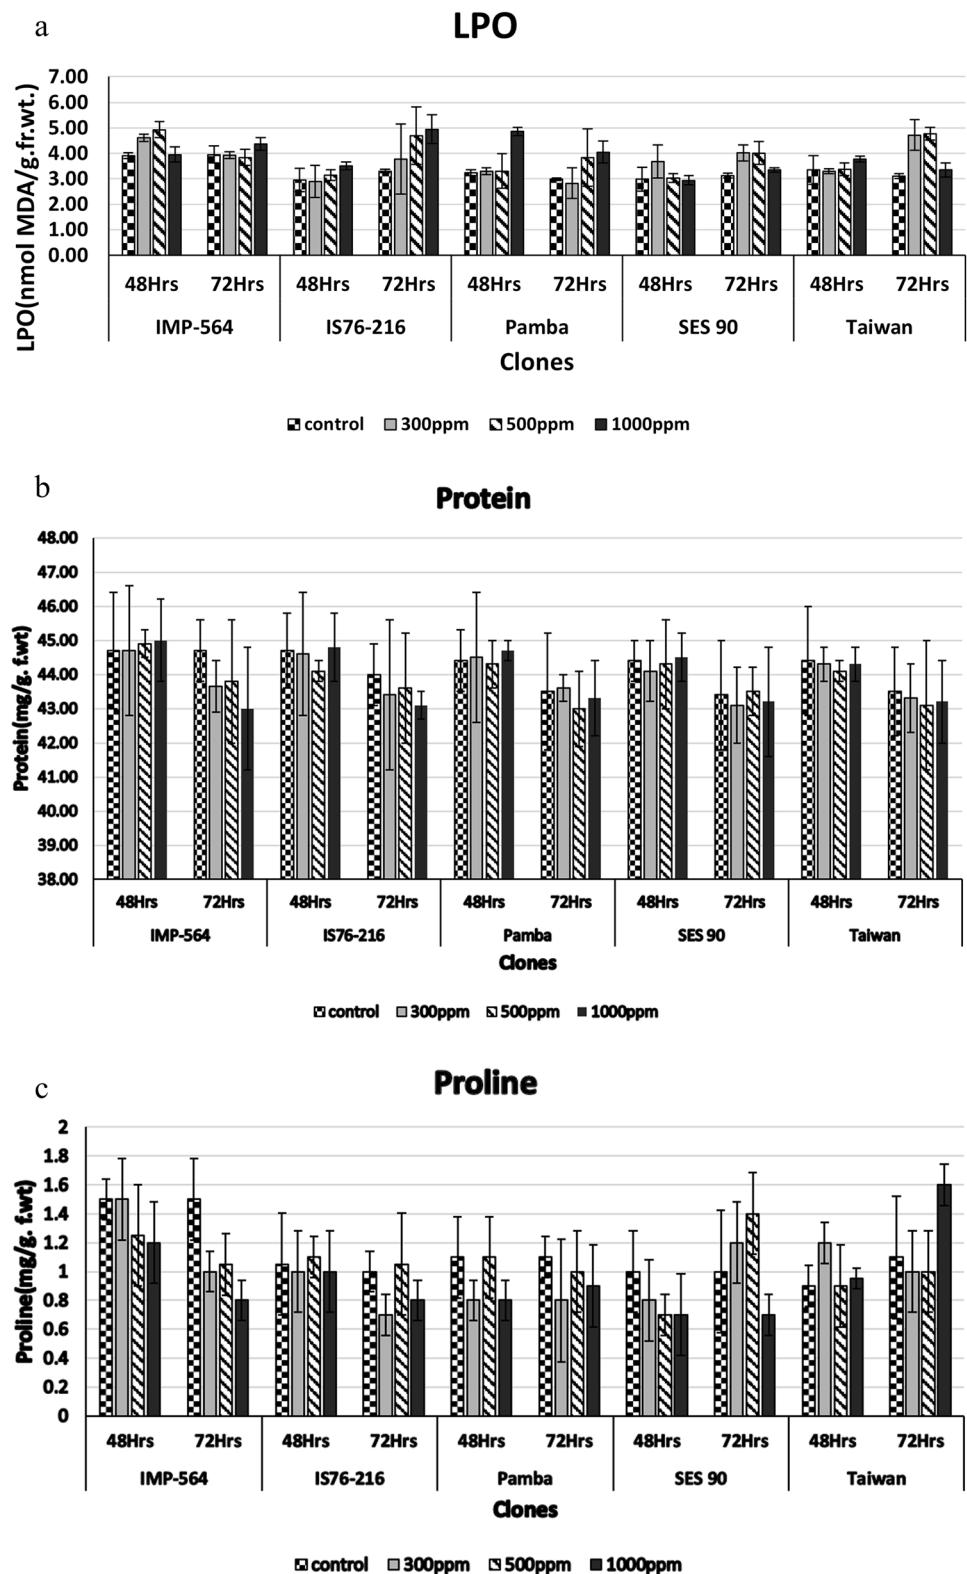 a
LPO
LPO(nmol MDA/g.fr.wt.)
7.00
6.00
5.00
4.00
3.00
2.00
1.00
0.00
48Hrs 72Hrs 48Hrs 72Hrs 48Hrs 72Hrs 48Hrs 72Hrs 48Hrs 72Hrs
IMP-564 IS76-216 Pamba SES 90 Taiwan
Clones
control 300ppm 500ppm 1000ppm
b
Protein
Protein(mg/g. f.wt)
48.00
47.00
46.00
45.00
44.00
43.00
42.00
41.00
40.00
39.00
38.00
48Hrs 72Hrs 48Hrs 72Hrs 48Hrs 72Hrs 48Hrs 72Hrs 48Hrs 72Hrs
IMP-564 IS76-216 Pamba SES 90 Taiwan
Clones
control 300ppm 500ppm 1000ppm
c
Proline
Proline(mg/g. f.wt)
2
1.8
1.6
1.4
1.2
1
0.8
0.6
0.4
0.2
0
48Hrs 72Hrs 48Hrs 72Hrs 48Hrs 72Hrs 48Hrs 72Hrs 48Hrs 72Hrs
IMP-564 IS76-216 Pamba SES 90 Taiwan
Clones
control 300ppm 500ppm 1000ppm